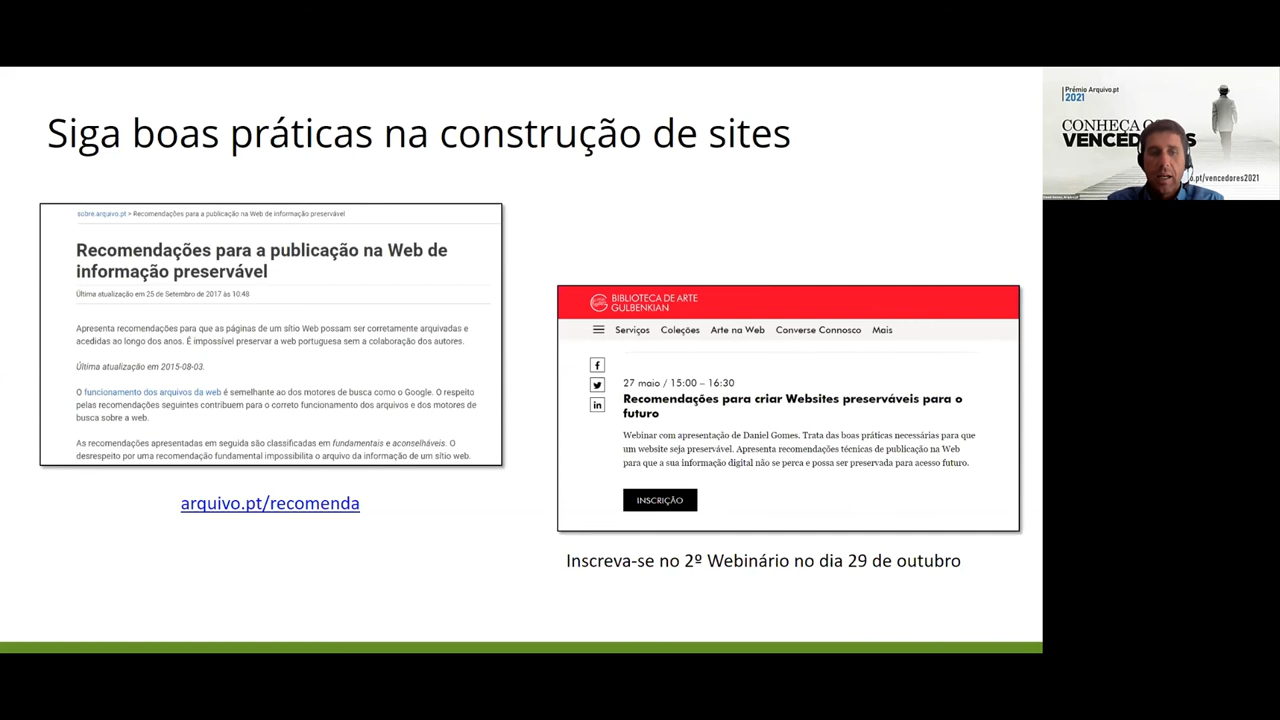 Siga boas práticas na construção de sites
sobre.arquivo.pt > Recomendações para a publicação na Web de informação preservável
Recomendações para a publicação na Web de
informação preservável
Última atualização em 25 de Setembro de 2017 às 10:48
Apresenta recomendações para que as páginas de um sítio Web possam ser corretamente arquivadas e
acedidas ao longo dos anos. É impossível preservar a web portuguesa sem a colaboração dos autores.
Última atualização em 2015-08-03.
O funcionamento dos arquivos da web é semelhante ao dos motores de busca como o Google. O respeito
pelas recomendações seguintes contribuem para o correto funcionamento dos arquivos e dos motores de
busca sobre a web.
As recomendações apresentadas em seguida são classificadas em fundamentais e aconselháveis. O
desrespeito por uma recomendação fundamental impossibilita o arquivo da informação de um sítio web.
arquivo.pt/recomenda
BIBLIOTECA DE ARTE
GULBENKIAN
Serviços Coleções Arte na Web Converse Connosco Mais
27 maio / 15:00 – 16:30
Recomendações para criar Websites preserváveis para o
futuro
Webinar com apresentação de Daniel Gomes. Trata das boas práticas necessárias para que
um website seja preservável. Apresenta recomendações técnicas de publicação na Web
para que a sua informação digital não se perca e possa ser preservada para acesso futuro.
INSCRIÇÃO
Inscreva-se no 2º Webinário no dia 29 de outubro
Prémio Arquivo.pt
2021
CONHEÇA
o.pt/vencedores2021